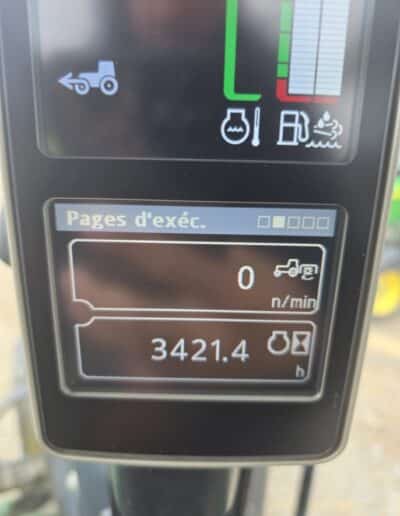 Pages d'exéc.
0
n/min
3421.4
h